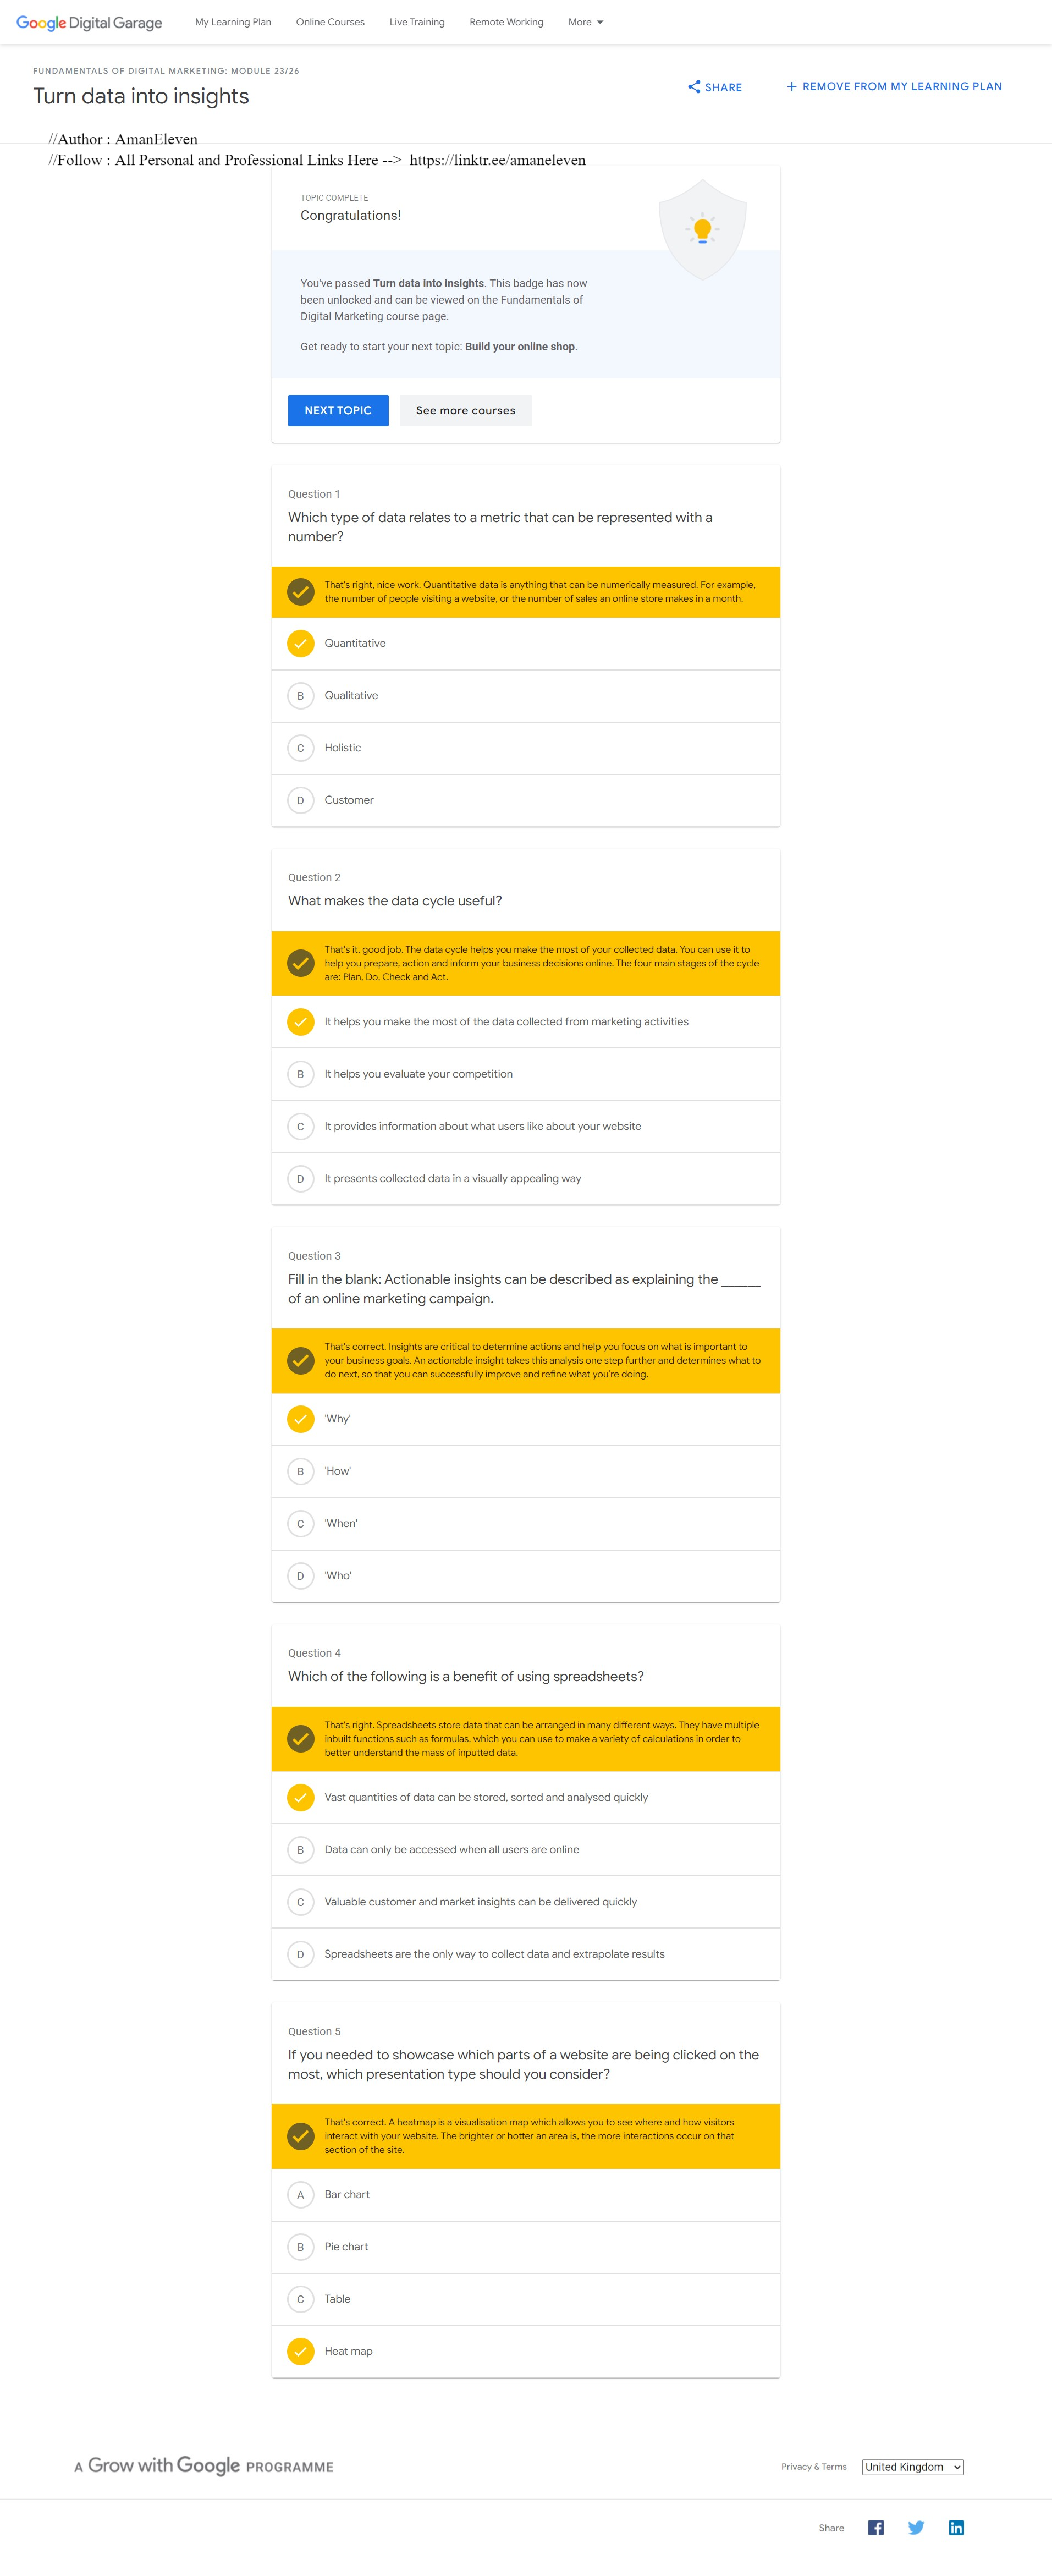 Google Digital Garage
My Learning Plan
Online Courses
Live Training
Remote Working
More
FUNDAMENTALS OF DIGITAL MARKETING: MODULE 23/26
Turn data into insights
SHARE
+ REMOVE FROM MY LEARNING PLAN
//Author : AmanEleven
//Follow : All Personal and Professional Links Here --> https://linktr.ee/amaneleven
TOPIC COMPLETE
Congratulations!
You've passed Turn data into insights. This badge has now
been unlocked and can be viewed on the Fundamentals of
Digital Marketing course page.
Get ready to start your next topic: Build your online shop.
NEXT TOPIC
See more courses
Question 1
Which type of data relates to a metric that can be represented with a
number?
That's right, nice work. Quantitative data is anything that can be numerically measured. For example,
the number of people visiting a website, or the number of sales an online store makes in a month.
Quantitative
B Qualitative
C Holistic
D Customer
Question 2
What makes the data cycle useful?
That's it, good job. The data cycle helps you make the most of your collected data. You can use it to
help you prepare, action and inform your business decisions online. The four main stages of the cycle
are: Plan, Do, Check and Act.
It helps you make the most of the data collected from marketing activities
B It helps you evaluate your competition
C It provides information about what users like about your website
D It presents collected data in a visually appealing way
Question 3
Fill in the blank: Actionable insights can be described as explaining the ______
of an online marketing campaign.
That's correct. Insights are critical to determine actions and help you focus on what is important to
your business goals. An actionable insight takes this analysis one step further and determines what to
do next, so that you can successfully improve and refine what you're doing.
'Why'
B 'How'
C 'When'
D 'Who'
Question 4
Which of the following is a benefit of using spreadsheets?
That's right. Spreadsheets store data that can be arranged in many different ways. They have multiple
inbuilt functions such as formulas, which you can use to make a variety of calculations in order to
better understand the mass of inputted data.
Vast quantities of data can be stored, sorted and analysed quickly
B Data can only be accessed when all users are online
C Valuable customer and market insights can be delivered quickly
D Spreadsheets are the only way to collect data and extrapolate results
Question 5
If you needed to showcase which parts of a website are being clicked on the
most, which presentation type should you consider?
That's correct. A heatmap is a visualisation map which allows you to see where and how visitors
interact with your website. The brighter or hotter an area is, the more interactions occur on that
section of the site.
A Bar chart
B Pie chart
C Table
Heat map
A Grow with Google PROGRAMME
Privacy & Terms
United Kingdom
Share